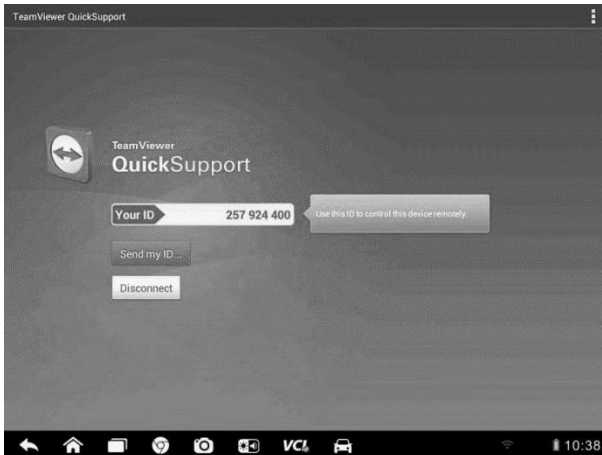 TeamViewer QuickSupport
TeamViewer
QuickSupport
Your ID 257 924 400
Use this ID to control this device remotely.
Send my ID...
Disconnect
VCI
10:38